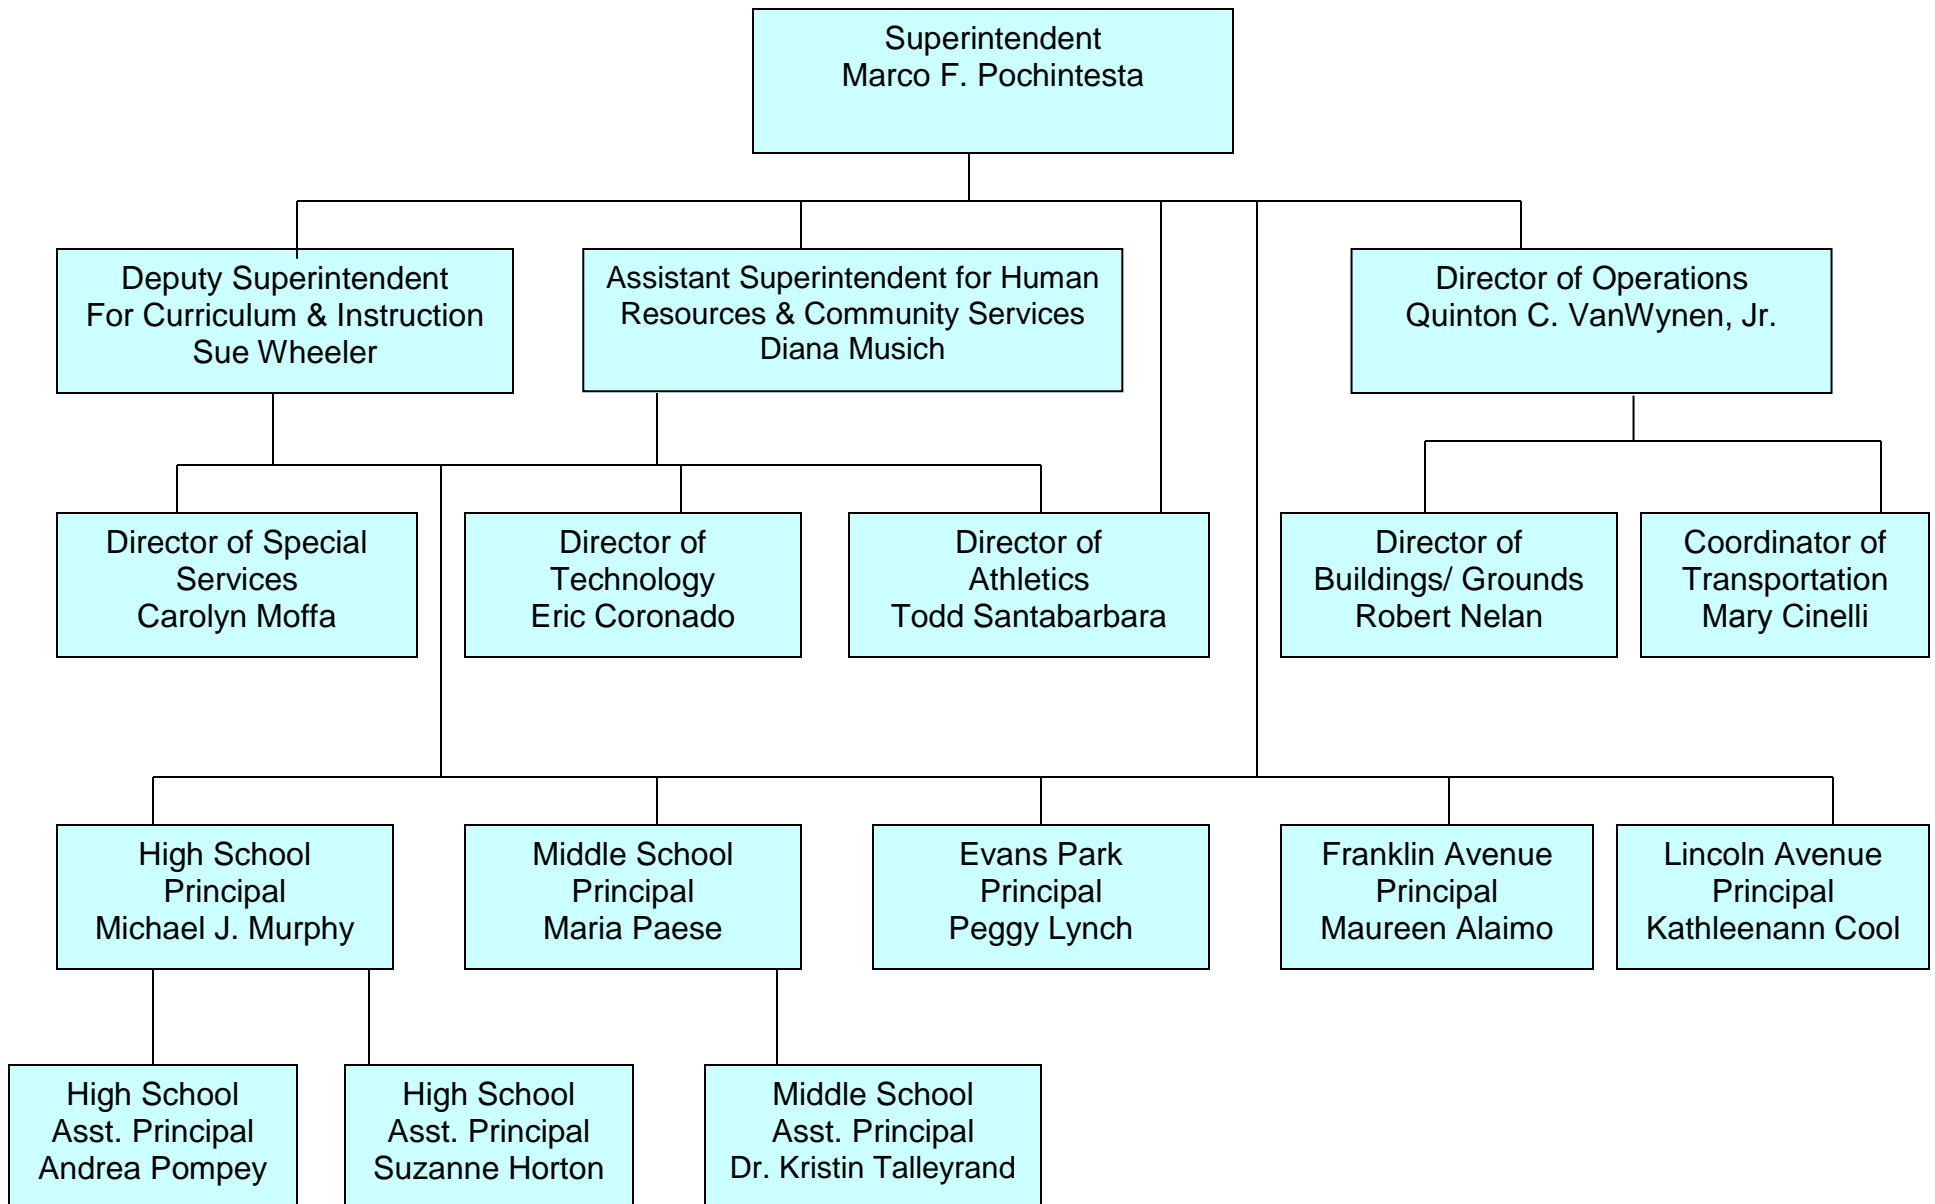 Superintendent
Marco F. Pochintesta
Deputy Superintendent
For Curriculum & Instruction
Sue Wheeler
Assistant Superintendent for Human
Resources & Community Services
Diana Musich
Director of Operations
Quinton C. VanWynen, Jr.
Director of Special
Services
Carolyn Moffa
Director of
Technology
Eric Coronado
Director of
Athletics
Todd Santabarbara
Director of
Buildings/ Grounds
Robert Nelan
Coordinator of
Transportation
Mary Cinelli
High School
Principal
Michael J. Murphy
Middle School
Principal
Maria Paese
Evans Park
Principal
Peggy Lynch
Franklin Avenue
Principal
Maureen Alaimo
Lincoln Avenue
Principal
Kathleenann Cool
High School
Asst. Principal
Andrea Pompey
High School
Asst. Principal
Suzanne Horton
Middle School
Asst. Principal
Dr. Kristin Talleyrand